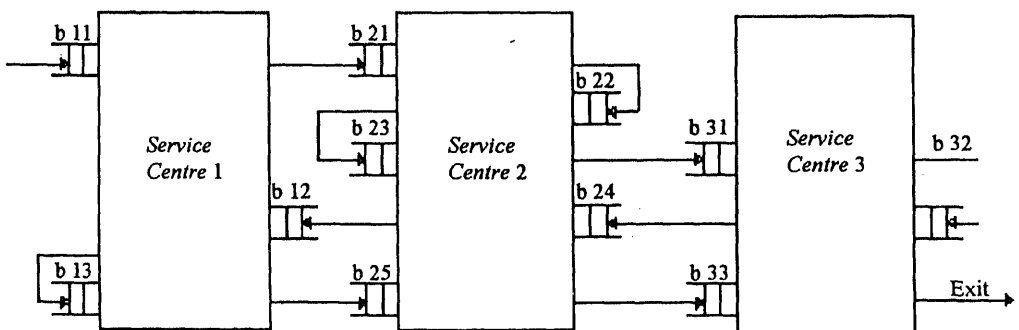 b 11
b 21
b 22
b 23
b 31
b 32
Service
Centre 1
Service
Centre 2
Service
Centre 3
b 12
b 24
b 13
b 25
b 33
Exit